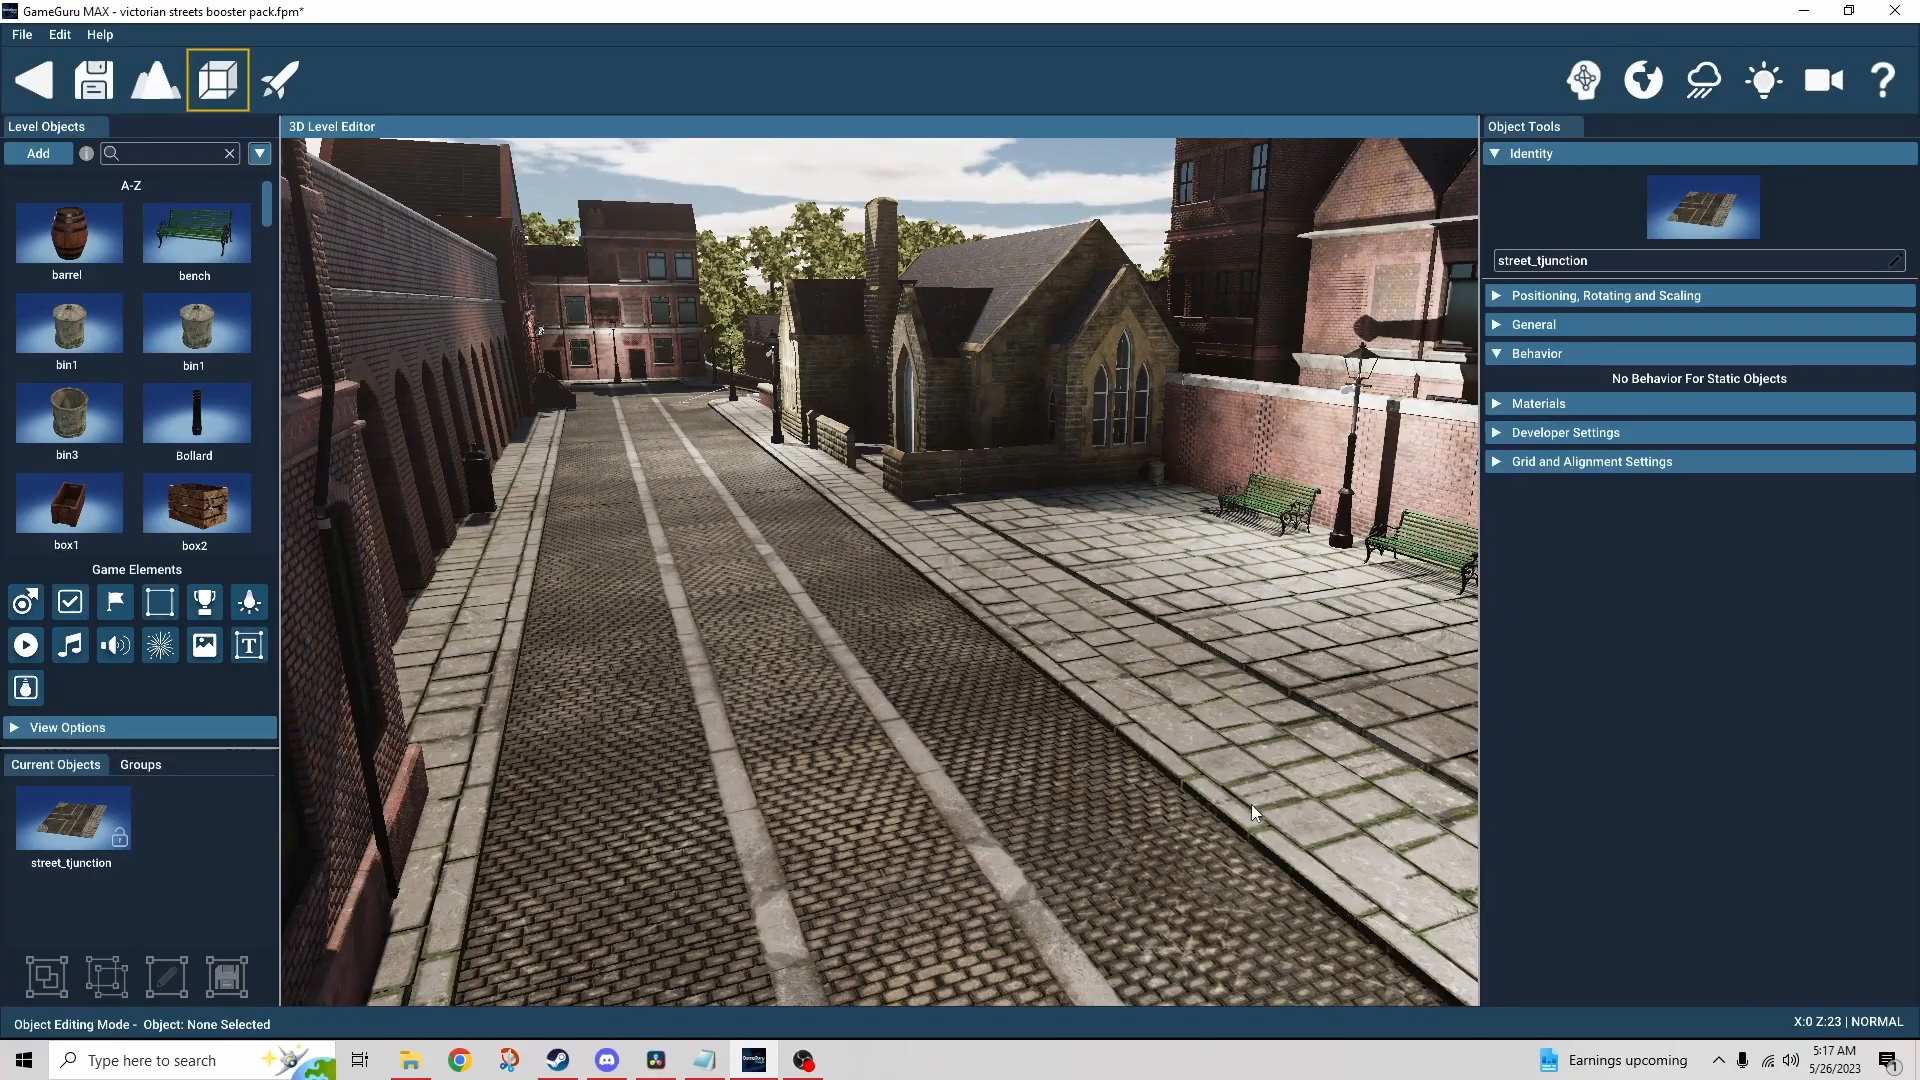 GameGuru MAX - victorian streets booster pack.fpm*
File Edit Help
Level Objects
Add
A-Z
barrel bench
bin1 bin1
bin3 Bollard
box1 box2
Game Elements
View Options
Current Objects Groups
street_tjunction
3D Level Editor
Object Tools
Identity
street_tjunction
Positioning, Rotating and Scaling
General
Behavior
No Behavior For Static Objects
Materials
Developer Settings
Grid and Alignment Settings
Object Editing Mode - Object: None Selected
X:0 Z:23 | NORMAL
Type here to search
Earnings upcoming
5:17 AM
5/26/2023